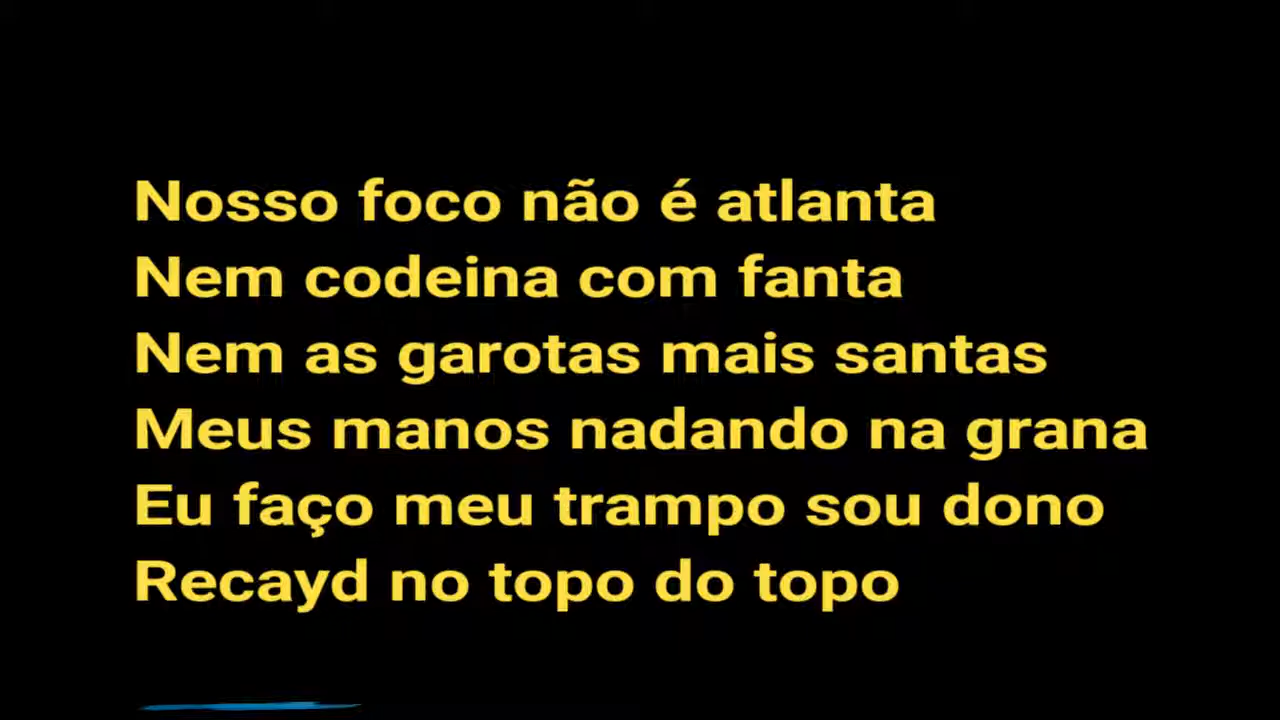 Nosso foco não é atlanta
Nem codeina com fanta
Nem as garotas mais santas
Meus manos nadando na grana
Eu faço meu trampo sou dono
Recayd no topo do topo